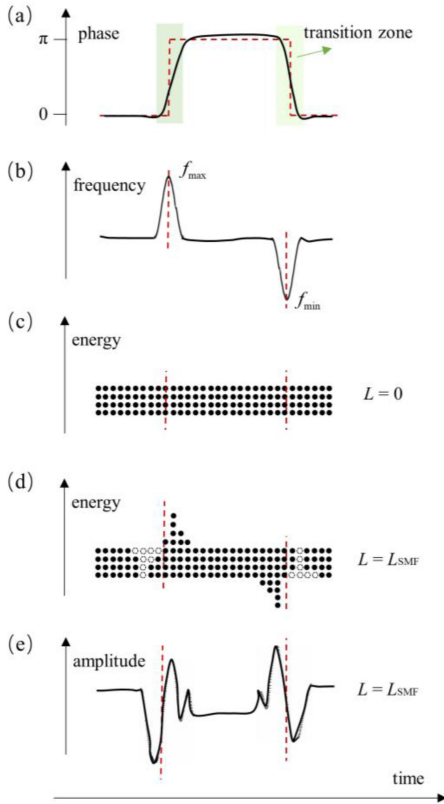 (a)
phase
transition zone
π
0
(b)
frequency
fmax
fmin
(c)
energy
L = 0
(d)
energy
L = LSMF
(e)
amplitude
L = LSMF
time